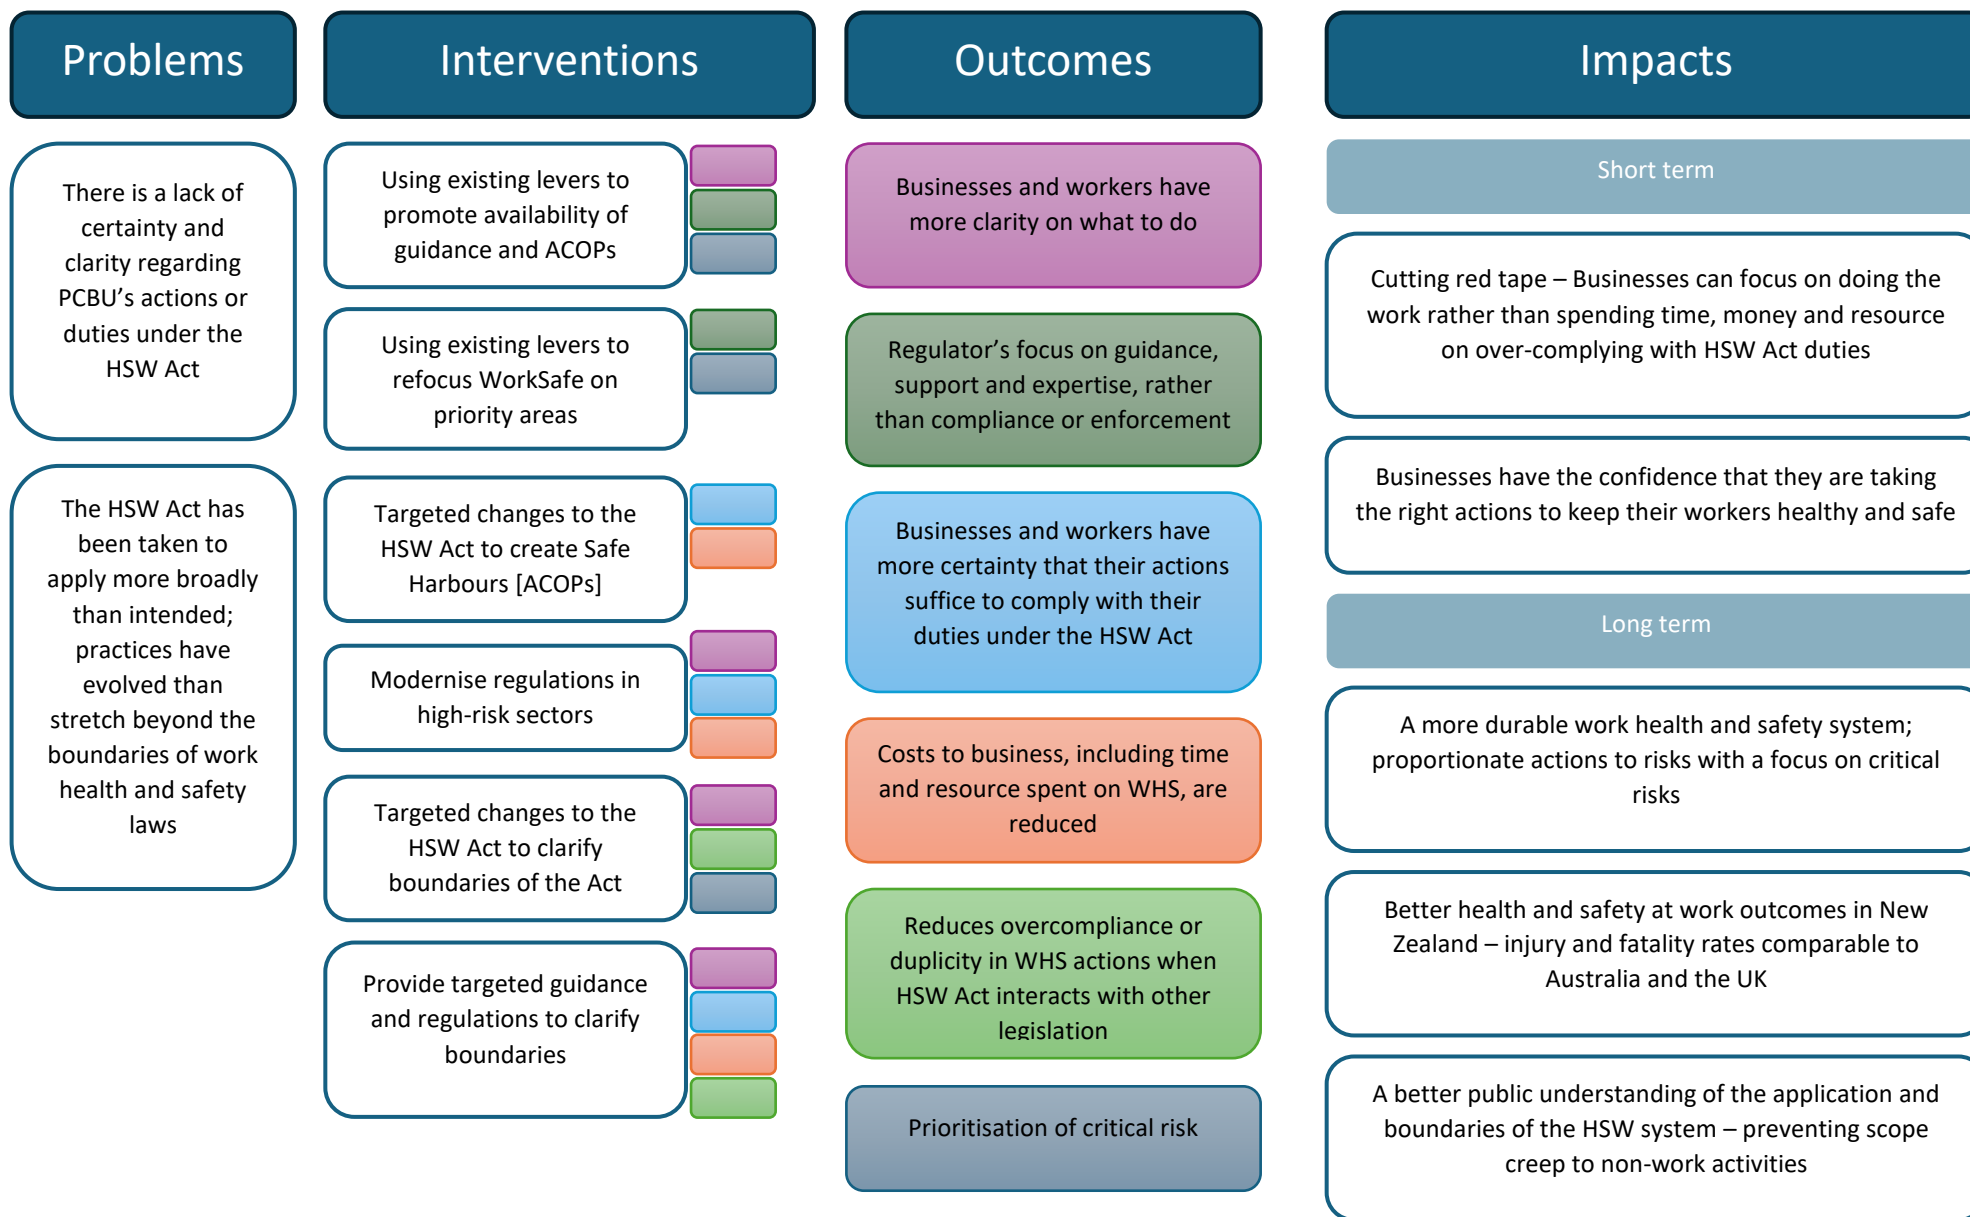 Problems
There is a lack of
certainty and
clarity regarding
PCBU’s actions or
duties under the
HSW Act
The HSW Act has
been taken to
apply more broadly
than intended;
practices have
evolved than
stretch beyond the
boundaries of work
health and safety
laws
Interventions
Using existing levers to
promote availability of
guidance and ACOPs
Using existing levers to
refocus WorkSafe on
priority areas
Targeted changes to the
HSW Act to create Safe
Harbours [ACOPs]
Modernise regulations in
high-risk sectors
Targeted changes to the
HSW Act to clarify
boundaries of the Act
Provide targeted guidance
and regulations to clarify
boundaries
Outcomes
Businesses and workers have
more clarity on what to do
Regulator’s focus on guidance,
support and expertise, rather
than compliance or enforcement
Businesses and workers have
more certainty that their actions
suffice to comply with their
duties under the HSW Act
Costs to business, including time
and resource spent on WHS, are
reduced
Reduces overcompliance or
duplicity in WHS actions when
HSW Act interacts with other
legislation
Prioritisation of critical risk
Impacts
Short term
Cutting red tape – Businesses can focus on doing the
work rather than spending time, money and resource
on over-complying with HSW Act duties
Businesses have the confidence that they are taking
the right actions to keep their workers healthy and safe
Long term
A more durable work health and safety system;
proportionate actions to risks with a focus on critical
risks
Better health and safety at work outcomes in New
Zealand – injury and fatality rates comparable to
Australia and the UK
A better public understanding of the application and
boundaries of the HSW system – preventing scope
creep to non-work activities